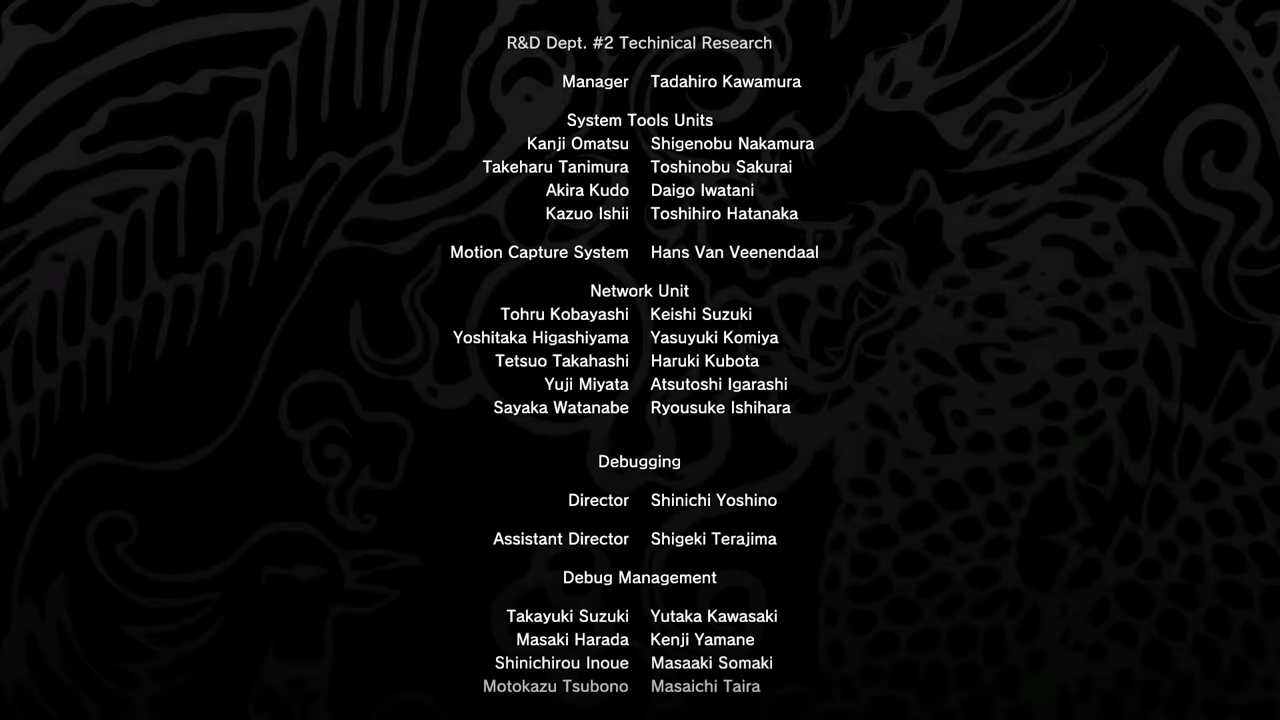 R&D Dept. #2 Techinical Research
Manager Tadahiro Kawamura
System Tools Units
Kanji Omatsu Shigenobu Nakamura
Takeharu Tanimura Toshinobu Sakurai
Akira Kudo Daigo Iwatani
Kazuo Ishii Toshihiro Hatanaka
Motion Capture System Hans Van Veenendaal
Network Unit
Tohru Kobayashi Keishi Suzuki
Yoshitaka Higashiyama Yasuyuki Komiya
Tetsuo Takahashi Haruki Kubota
Yuji Miyata Atsutoshi Igarashi
Sayaka Watanabe Ryousuke Ishihara
Debugging
Director Shinichi Yoshino
Assistant Director Shigeki Terajima
Debug Management
Takayuki Suzuki Yutaka Kawasaki
Masaki Harada Kenji Yamane
Shinichirou Inoue Masaaki Somaki
Motokazu Tsubono Masaichi Taira